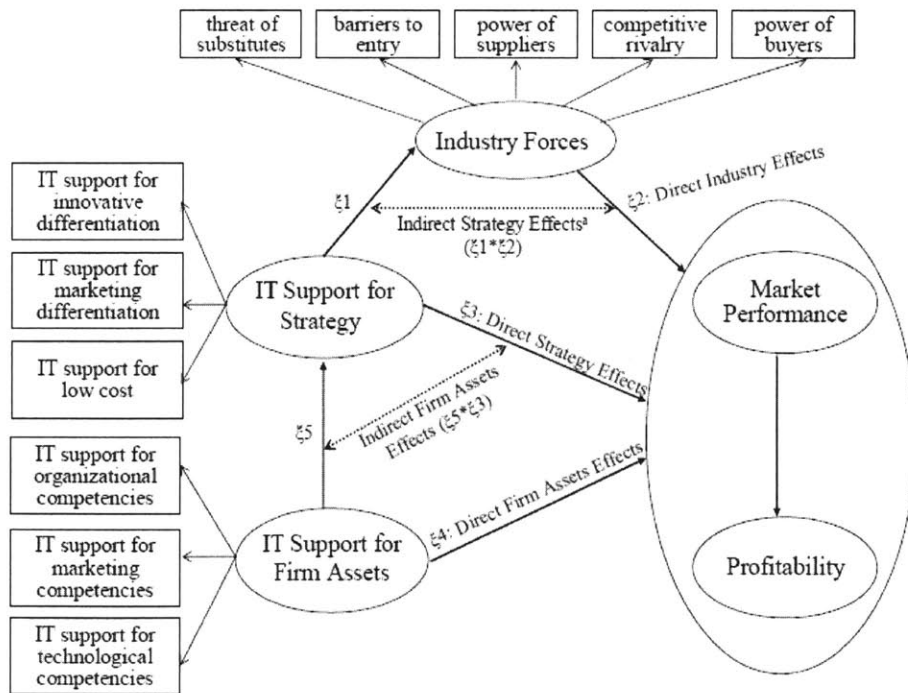 threat of
substitutes
barriers to
entry
power of
suppliers
competitive
rivalry
power of
buyers
Industry Forces
IT support for
innovative
differentiation
IT support for
marketing
differentiation
IT support for
low cost
IT support for
organizational
competencies
IT support for
marketing
competencies
IT support for
technological
competencies
ξ1
Indirect Strategy Effectsª
(ξ1*ξ2)
ξ2: Direct Industry Effects
IT Support for
Strategy
ξ3: Direct Strategy Effects
Indirect Firm Assets
Effects (ξ5*ξ3)
ξ5
ξ4: Direct Firm Assets Effects
IT Support for
Firm Assets
Market
Performance
Profitability